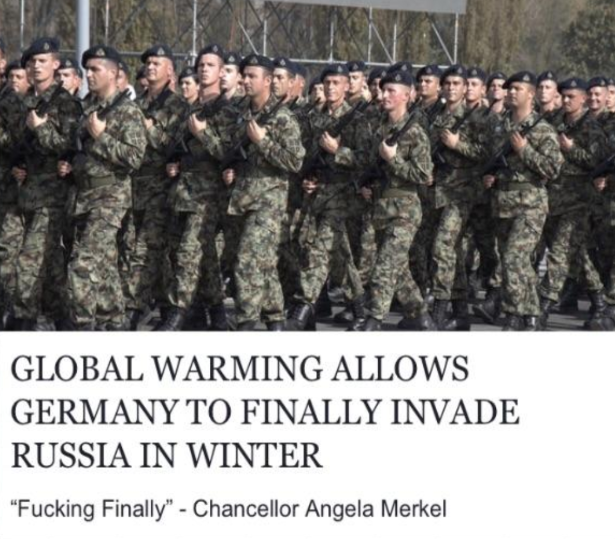 GLOBAL WARMING ALLOWS
GERMANY TO FINALLY INVADE
RUSSIA IN WINTER
“Fucking Finally” - Chancellor Angela Merkel